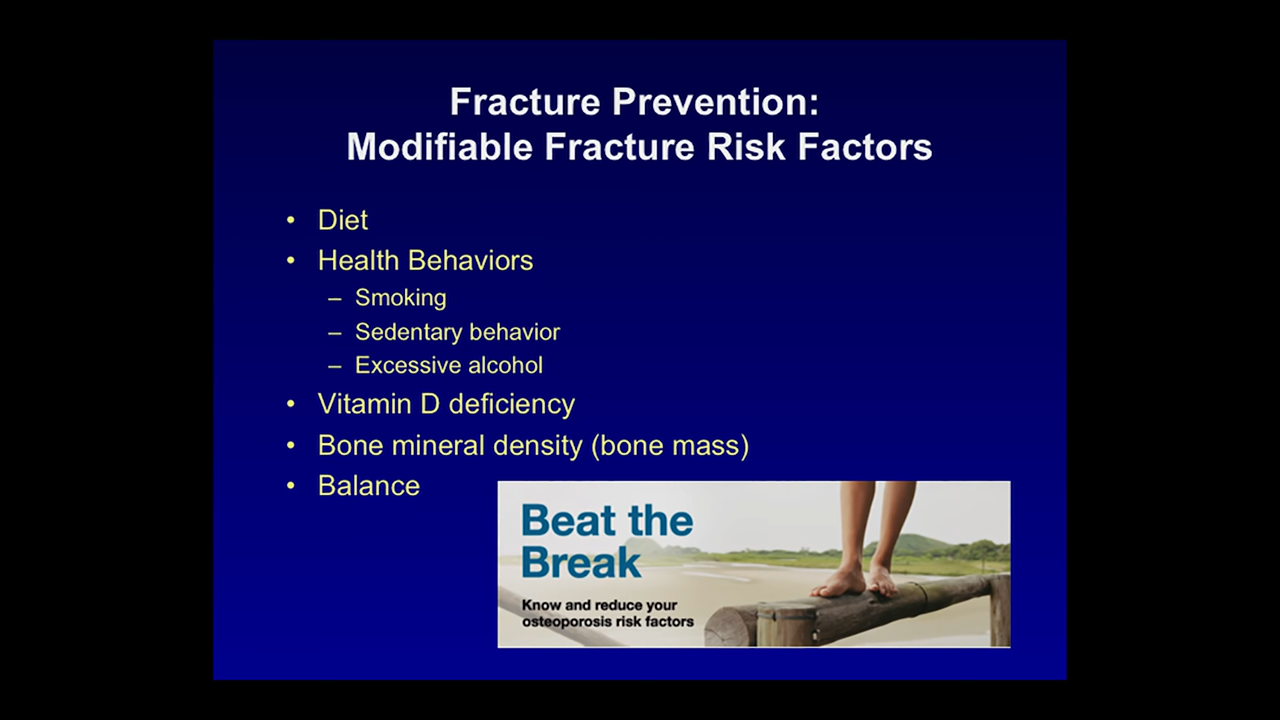 Fracture Prevention:
Modifiable Fracture Risk Factors
• Diet
• Health Behaviors
– Smoking
– Sedentary behavior
– Excessive alcohol
• Vitamin D deficiency
• Bone mineral density (bone mass)
• Balance
Beat the
Break
Know and reduce your
osteoporosis risk factors